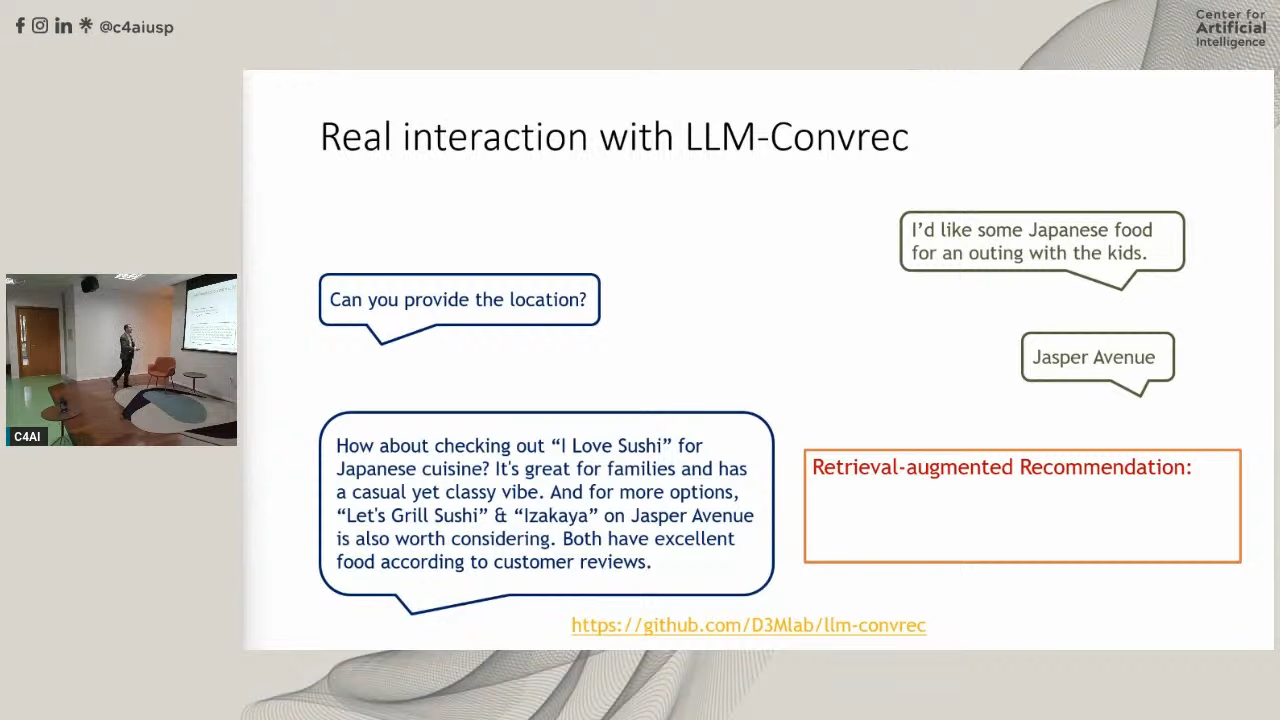 @c4aiusp
Center for
Artificial
Intelligence
Real interaction with LLM-Convrec
I'd like some Japanese food
for an outing with the kids.
Can you provide the location?
Jasper Avenue
How about checking out “I Love Sushi” for
Japanese cuisine? It's great for families and has
a casual yet classy vibe. And for more options,
“Let's Grill Sushi” & “Izakaya” on Jasper Avenue
is also worth considering. Both have excellent
food according to customer reviews.
Retrieval-augmented Recommendation:
https://github.com/D3Mlab/llm-convrec
C4AI